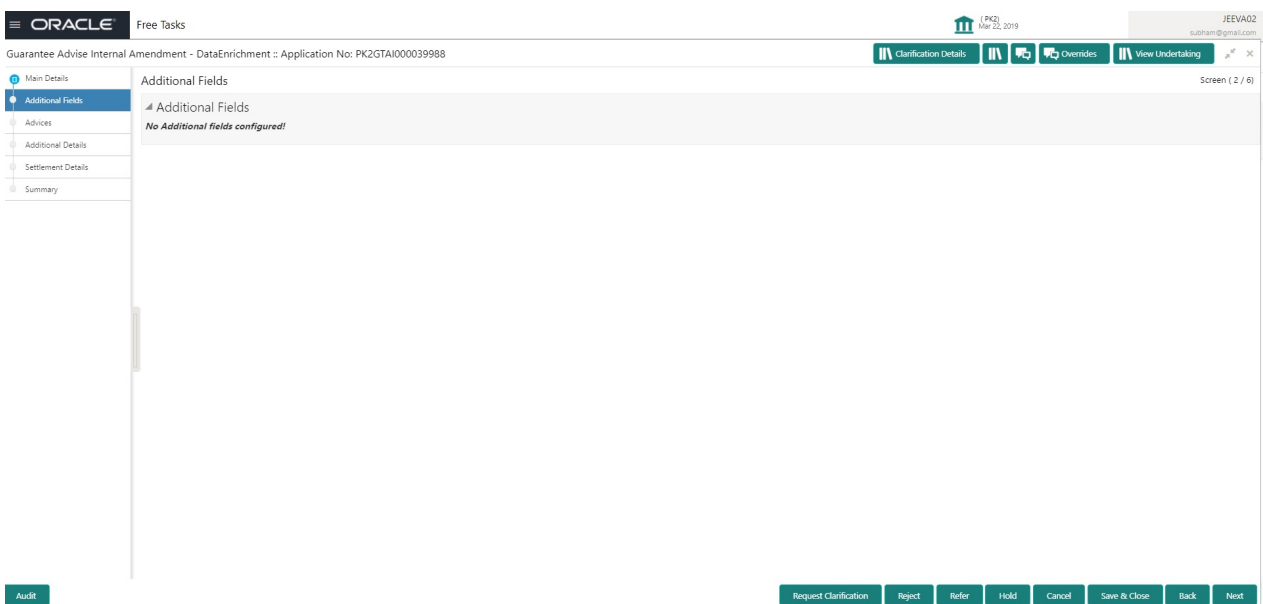 ORACLE
Free Tasks
( PK2)
Mar 22, 2019
JEEVA02
subham@gmail.com
Guarantee Advise Internal Amendment - DataEnrichment :: Application No: PK2GTAI000039988
Clarification Details
Overrides
View Undertaking
Main Details
Additional Fields
Advices
Additional Details
Settlement Details
Summary
Additional Fields
Screen ( 2 / 6)
Additional Fields
No Additional fields configured!
Audit
Request Clarification
Reject
Refer
Hold
Cancel
Save & Close
Back
Next